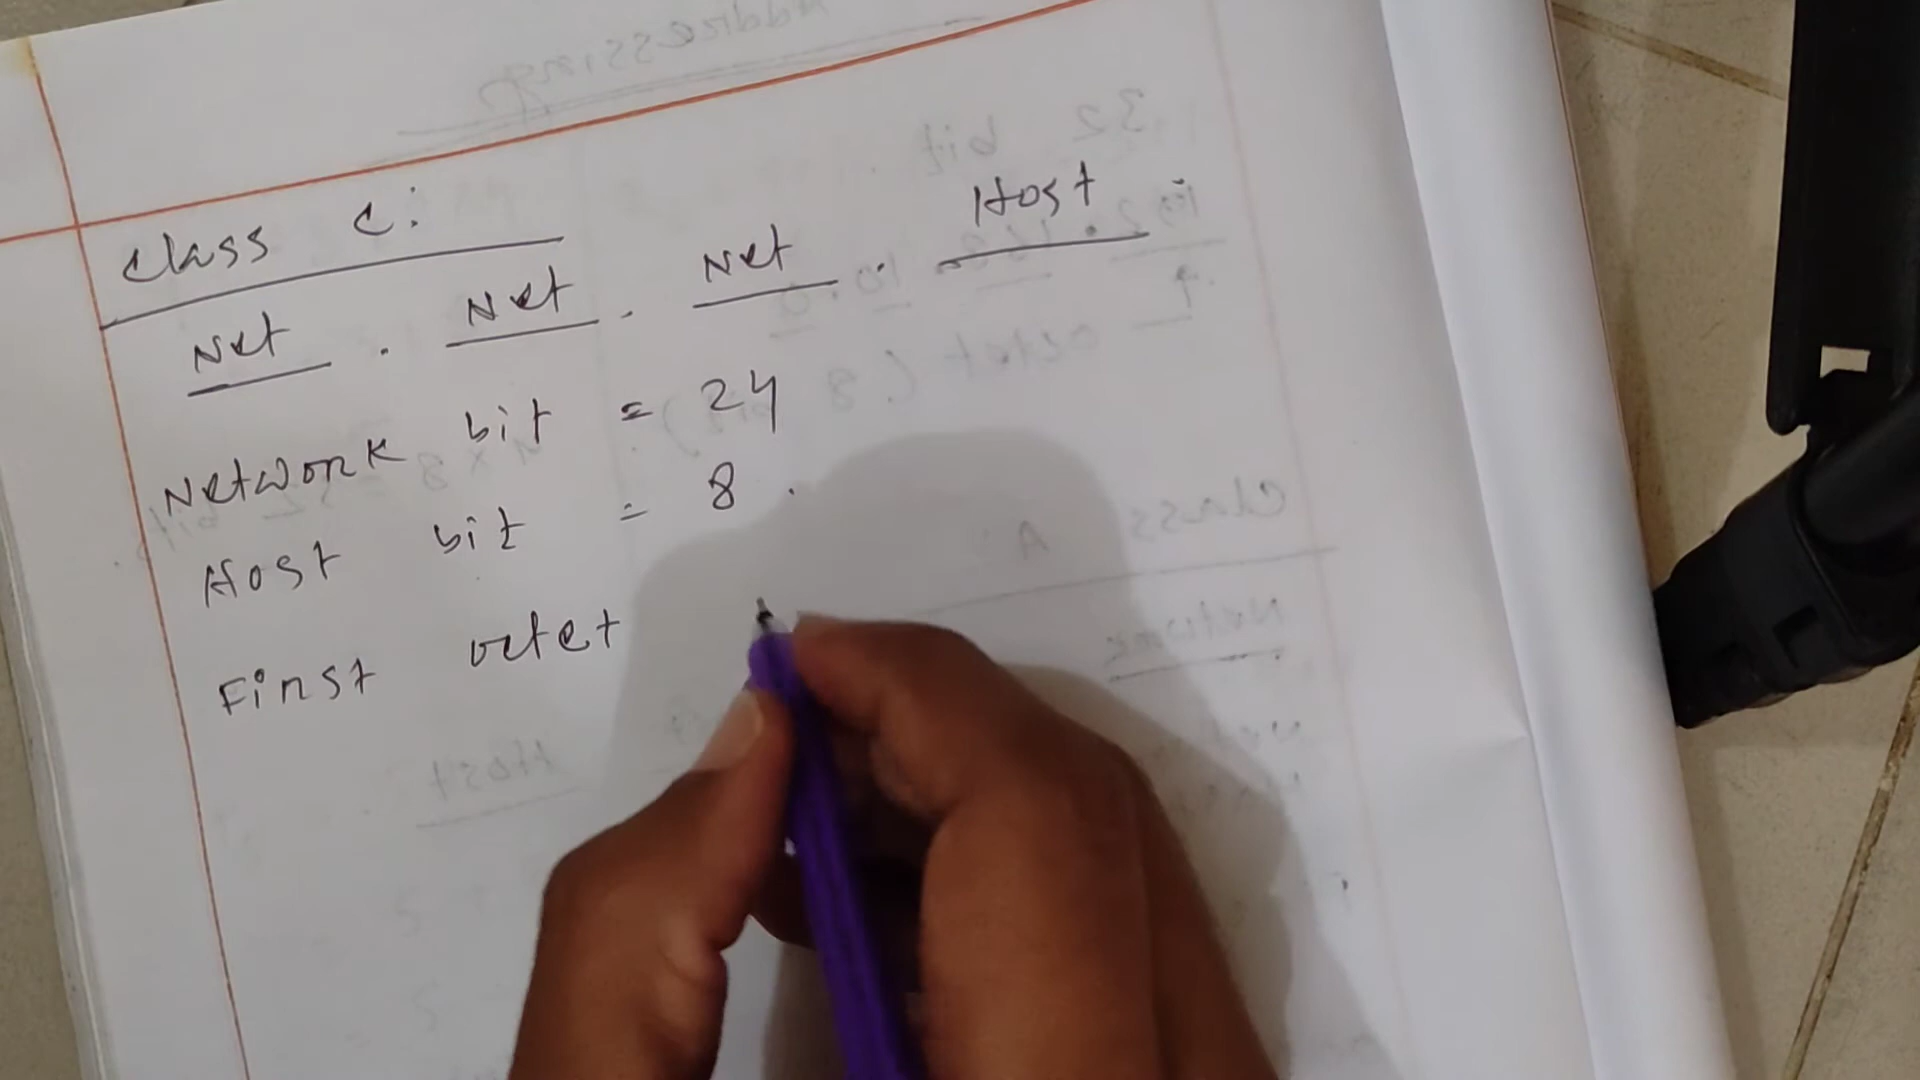 Class C:
Net . Net . Net . Host .
Network bit = 24
Host bit = 8 .
First octet